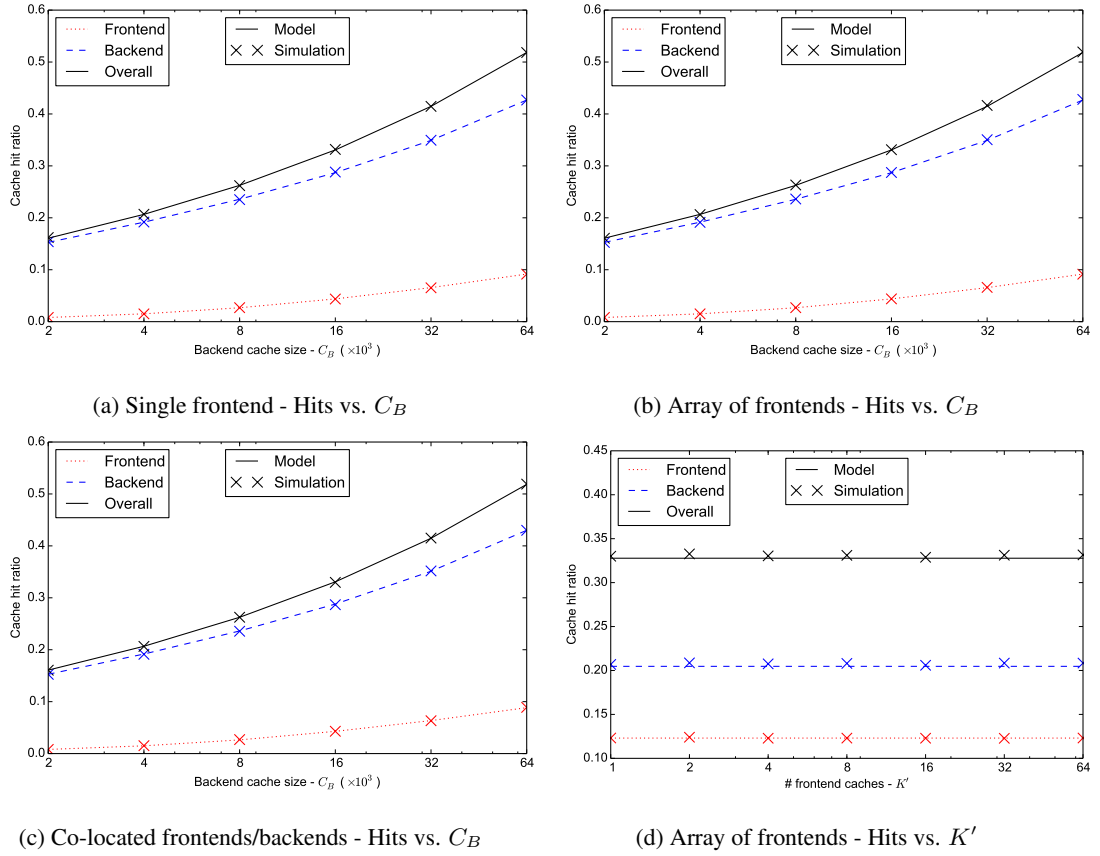 0.6
0.5
0.4
0.3
0.2
0.1
0.0
Cache hit ratio
Frontend
Backend
Overall
Model
Simulation
2 4 8 16 32 64
Backend cache size - C_B (×10³)
(a) Single frontend - Hits vs. C_B
0.6
0.5
0.4
0.3
0.2
0.1
0.0
Cache hit ratio
Frontend
Backend
Overall
Model
Simulation
2 4 8 16 32 64
Backend cache size - C_B (×10³)
(b) Array of frontends - Hits vs. C_B
0.6
0.5
0.4
0.3
0.2
0.1
0.0
Cache hit ratio
Frontend
Backend
Overall
Model
Simulation
2 4 8 16 32 64
Backend cache size - C_B (×10³)
(c) Co-located frontends/backends - Hits vs. C_B
0.45
0.40
0.35
0.30
0.25
0.20
0.15
0.10
Cache hit ratio
Frontend
Backend
Overall
Model
Simulation
1 2 4 8 16 32 64
# frontend caches - K′
(d) Array of frontends - Hits vs. K′